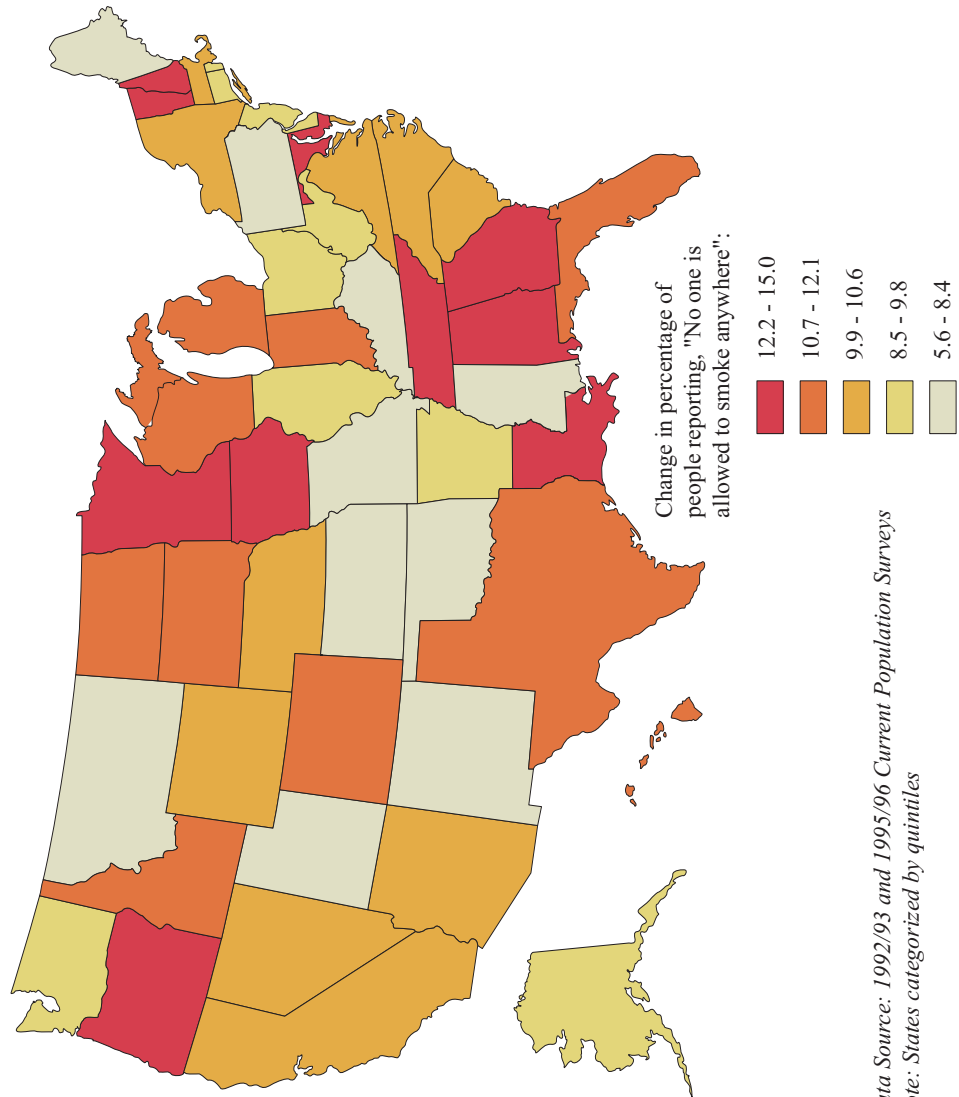 Change in percentage of
people reporting, "No one is
allowed to smoke anywhere":
12.2 - 15.0
10.7 - 12.1
9.9 - 10.6
8.5 - 9.8
5.6 - 8.4
Source: 1992/93 and 1995/96 Current Population Surveys
States categorized by quintiles